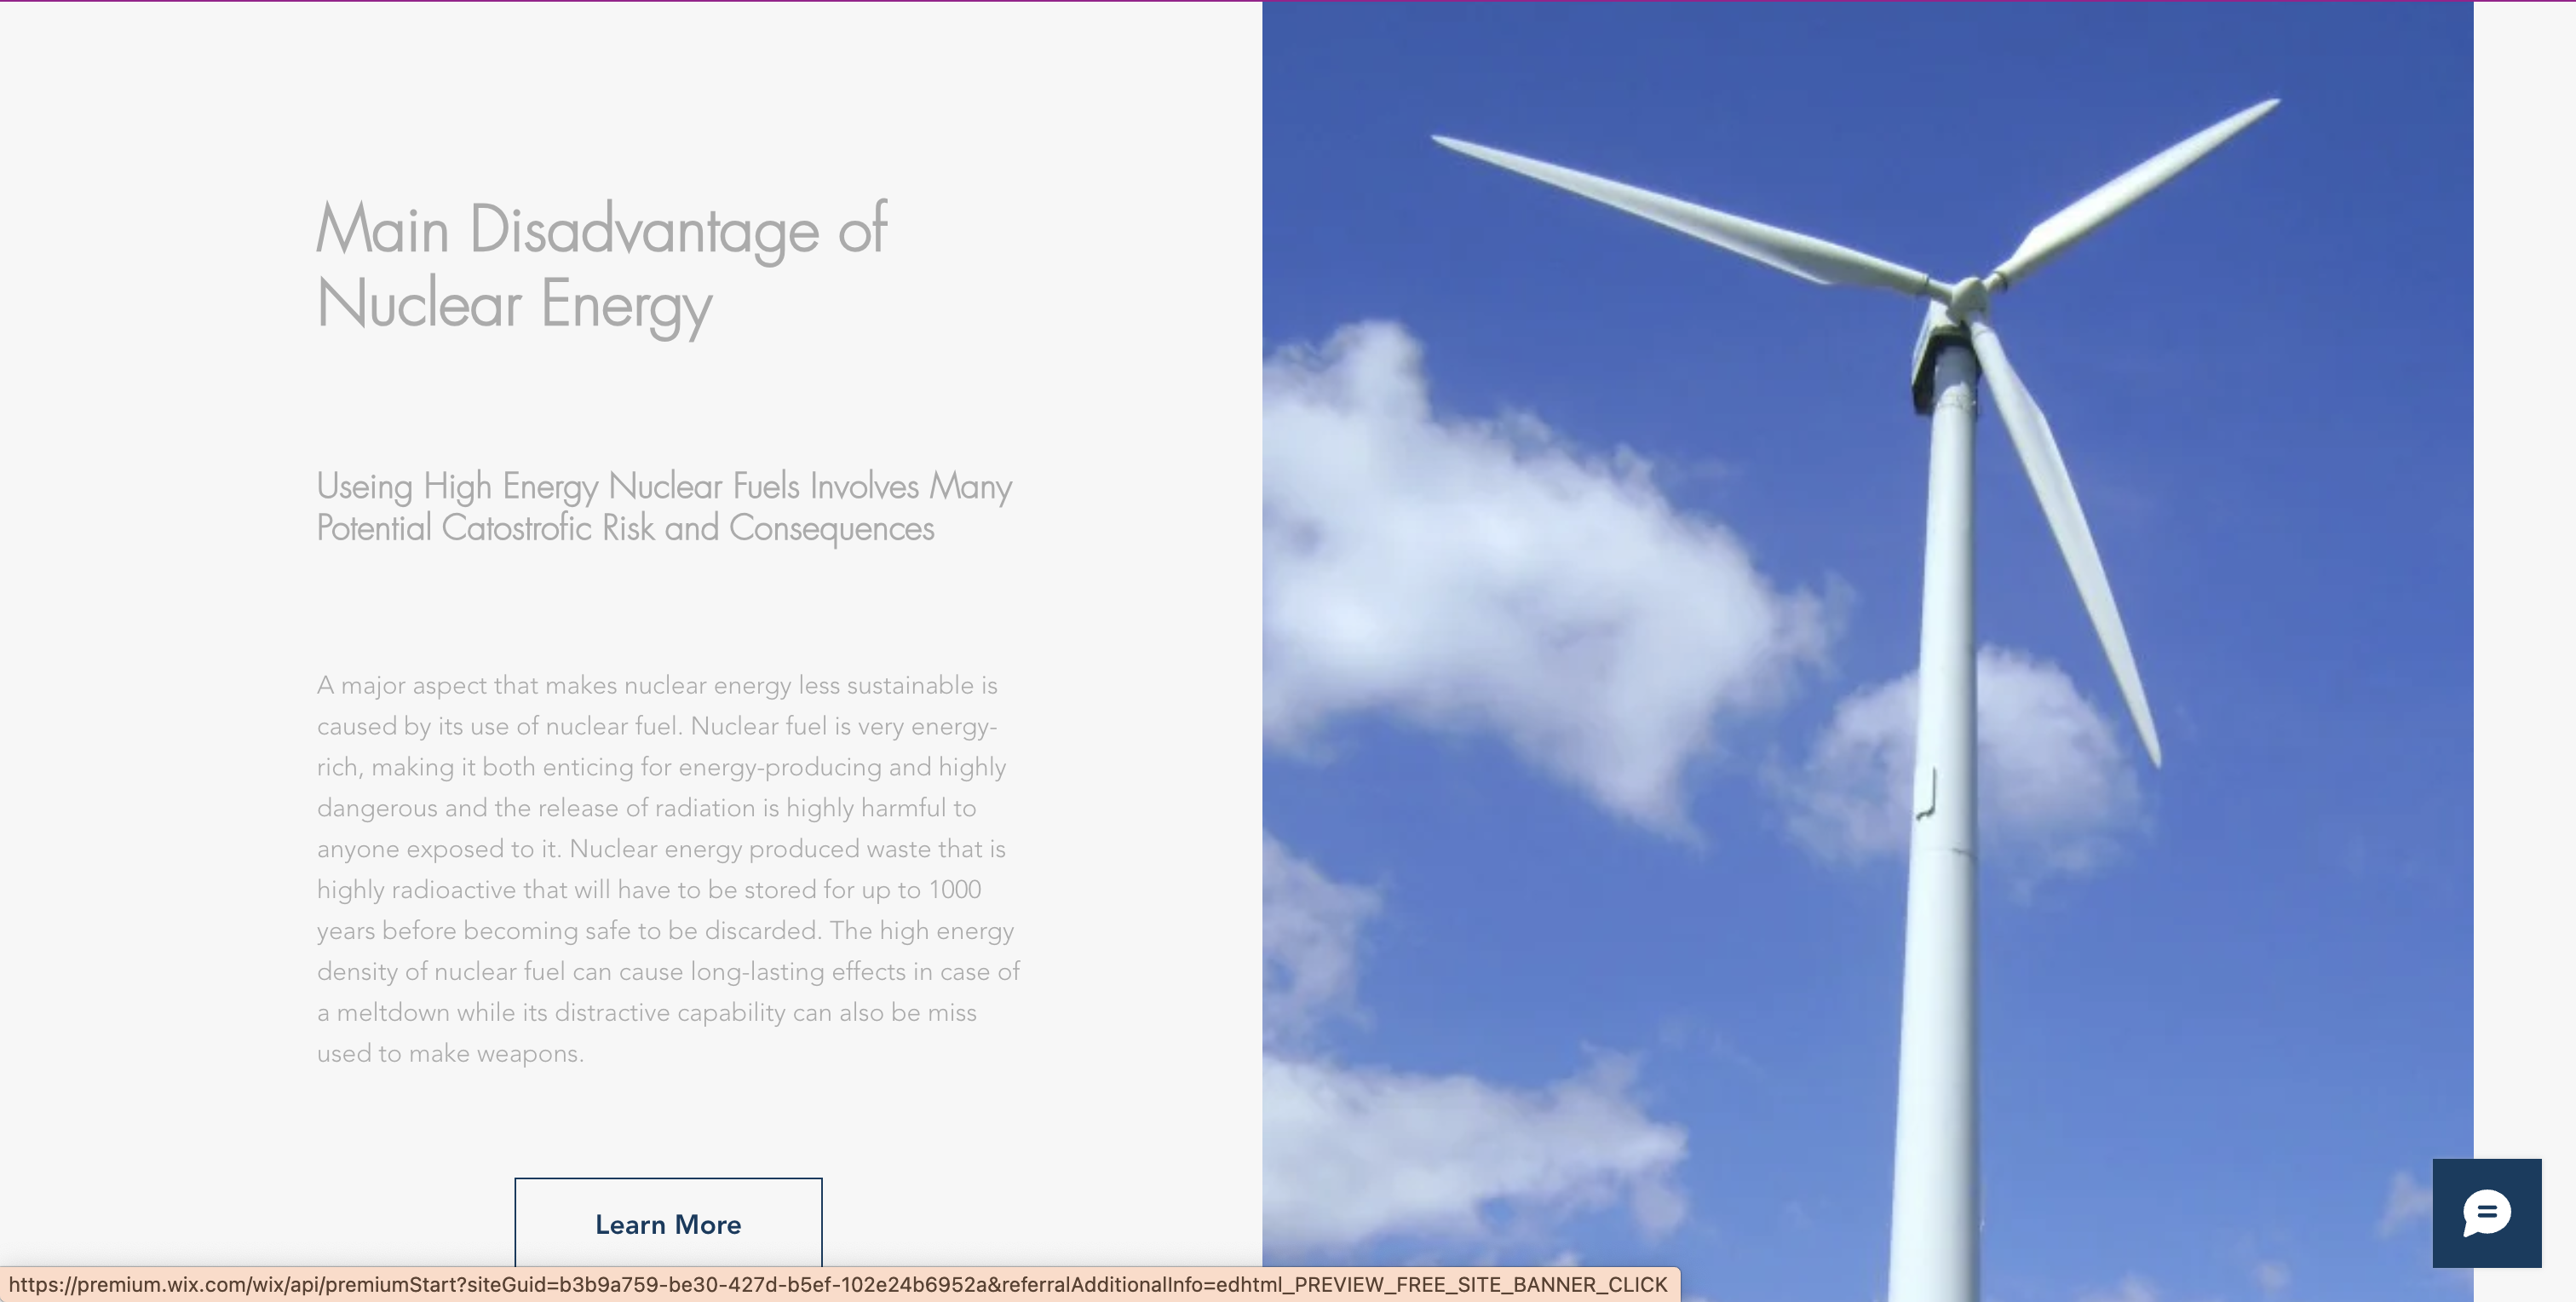 Main Disadvantage of
Nuclear Energy
Useing High Energy Nuclear Fuels Involves Many
Potential Catostrofic Risk and Consequences
A major aspect that makes nuclear energy less sustainable is
caused by its use of nuclear fuel. Nuclear fuel is very energy-
rich, making it both enticing for energy-producing and highly
dangerous and the release of radiation is highly harmful to
anyone exposed to it. Nuclear energy produced waste that is
highly radioactive that will have to be stored for up to 1000
years before becoming safe to be discarded. The high energy
density of nuclear fuel can cause long-lasting effects in case of
a meltdown while its distractive capability can also be miss
used to make weapons.
Learn More
https://premium.wix.com/wix/api/premiumStart?siteGuid=b3b9a759-be30-427d-b5ef-102e24b6952a&referralAdditionalInfo=edhtml_PREVIEW_FREE_SITE_BANNER_CLICK